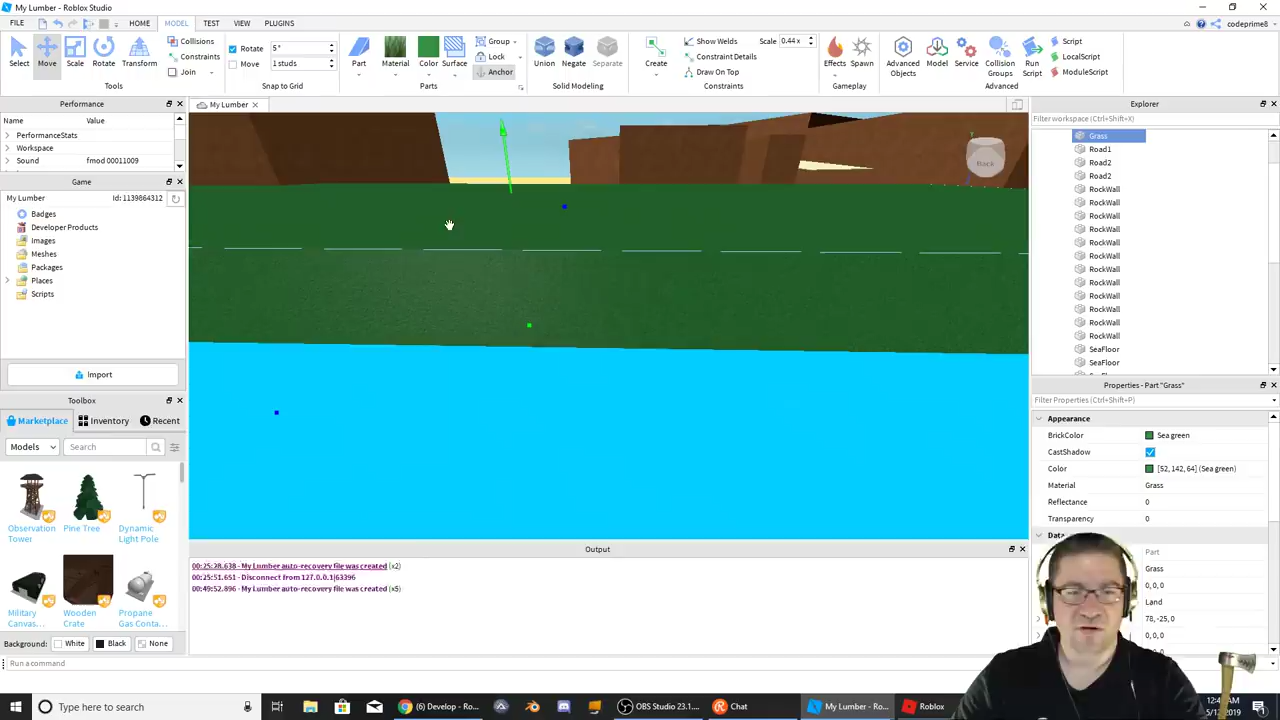 My Lumber - Roblox Studio
FILE HOME MODEL TEST VIEW PLUGINS codeprime8
Select Move Scale Rotate Transform
Collisions
Constraints
Join
Tools
Rotate 5°
Move 1 studs
Snap to Grid
Part Material Color Surface
Group
Lock
Anchor
Parts
Union Negate Separate
Solid Modeling
Create
Show Welds
Constraint Details
Draw On Top
Scale 0.44 x
Constraints
Effects Spawn
Gameplay
Advanced Objects Model Service Collision Groups Run Script
Script
LocalScript
ModuleScript
Advanced
Performance
Name Value
PerformanceStats
Workspace
Sound fmod 00011009
Game
My Lumber Id: 1139864312
Badges
Developer Products
Images
Meshes
Packages
Places
Scripts
Import
Toolbox
Marketplace Inventory Recent
Models Search
Observation Tower
Pine Tree
Dynamic Light Pole
Military Canvas...
Wooden Crate
Propane Gas Contai...
Background: White Black None
Run a command
My Lumber
Back
Output
00:25:28.638 - My Lumber auto-recovery file was created (x2)
00:25:51.651 - Disconnect from 127.0.0.1|63396
00:49:52.896 - My Lumber auto-recovery file was created (x5)
Explorer
Filter workspace (Ctrl+Shift+X)
Grass
Road1
Road2
Road2
RockWall
RockWall
RockWall
RockWall
RockWall
RockWall
RockWall
RockWall
RockWall
RockWall
RockWall
RockWall
SeaFloor
SeaFloor
Properties - Part "Grass"
Filter Properties (Ctrl+Shift+P)
Appearance
BrickColor Sea green
CastShadow
Color [52, 142, 64] (Sea green)
Material Grass
Reflectance 0
Transparency 0
Data
Part
Grass
0, 0, 0
Land
78, -25, 0
0, 0, 0
Type here to search
(6) Develop - Ro...
OBS Studio 23.1....
Chat
My Lumber - Ro...
Roblox